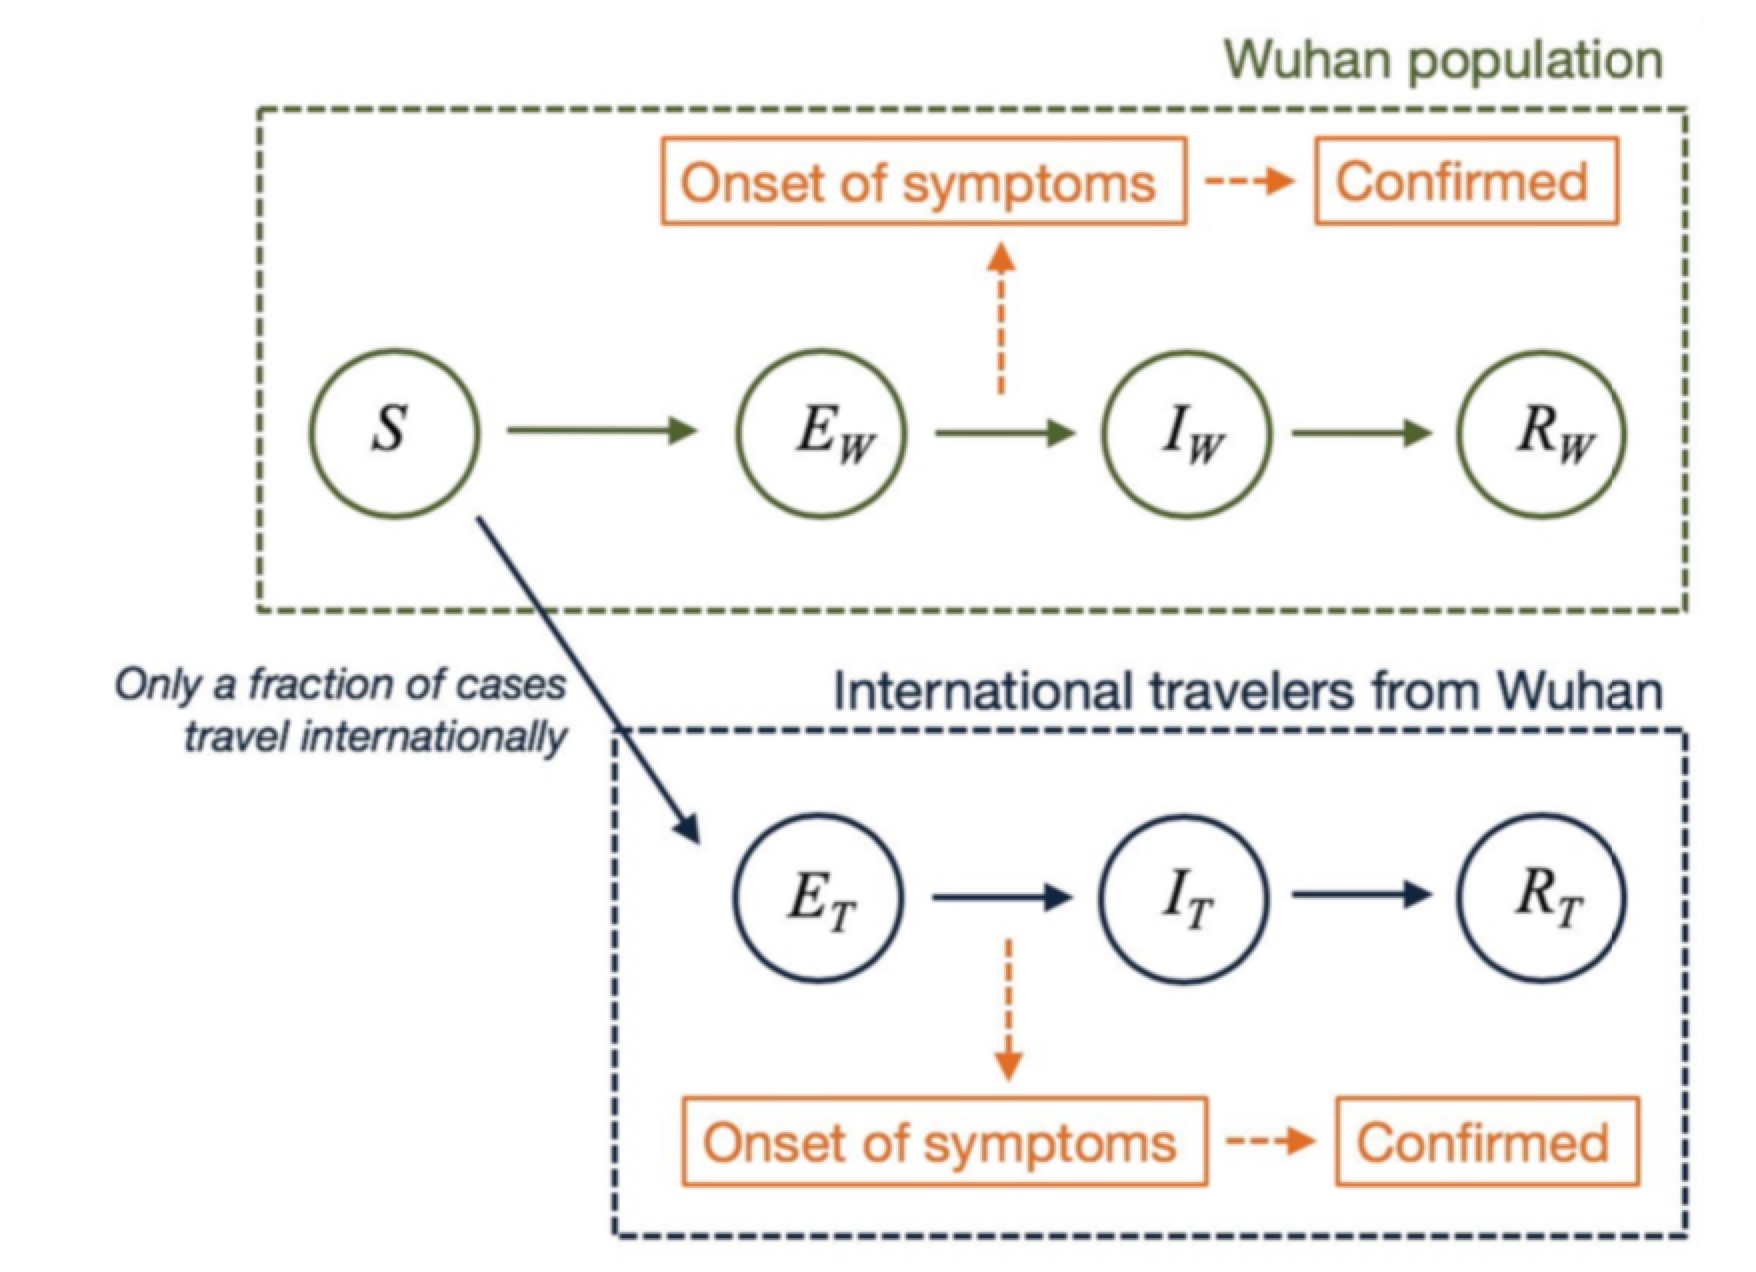 Wuhan population
Onset of symptoms
Confirmed
S
E_W
I_W
R_W
Only a fraction of cases
travel internationally
International travelers from Wuhan
E_T
I_T
R_T
Onset of symptoms
Confirmed